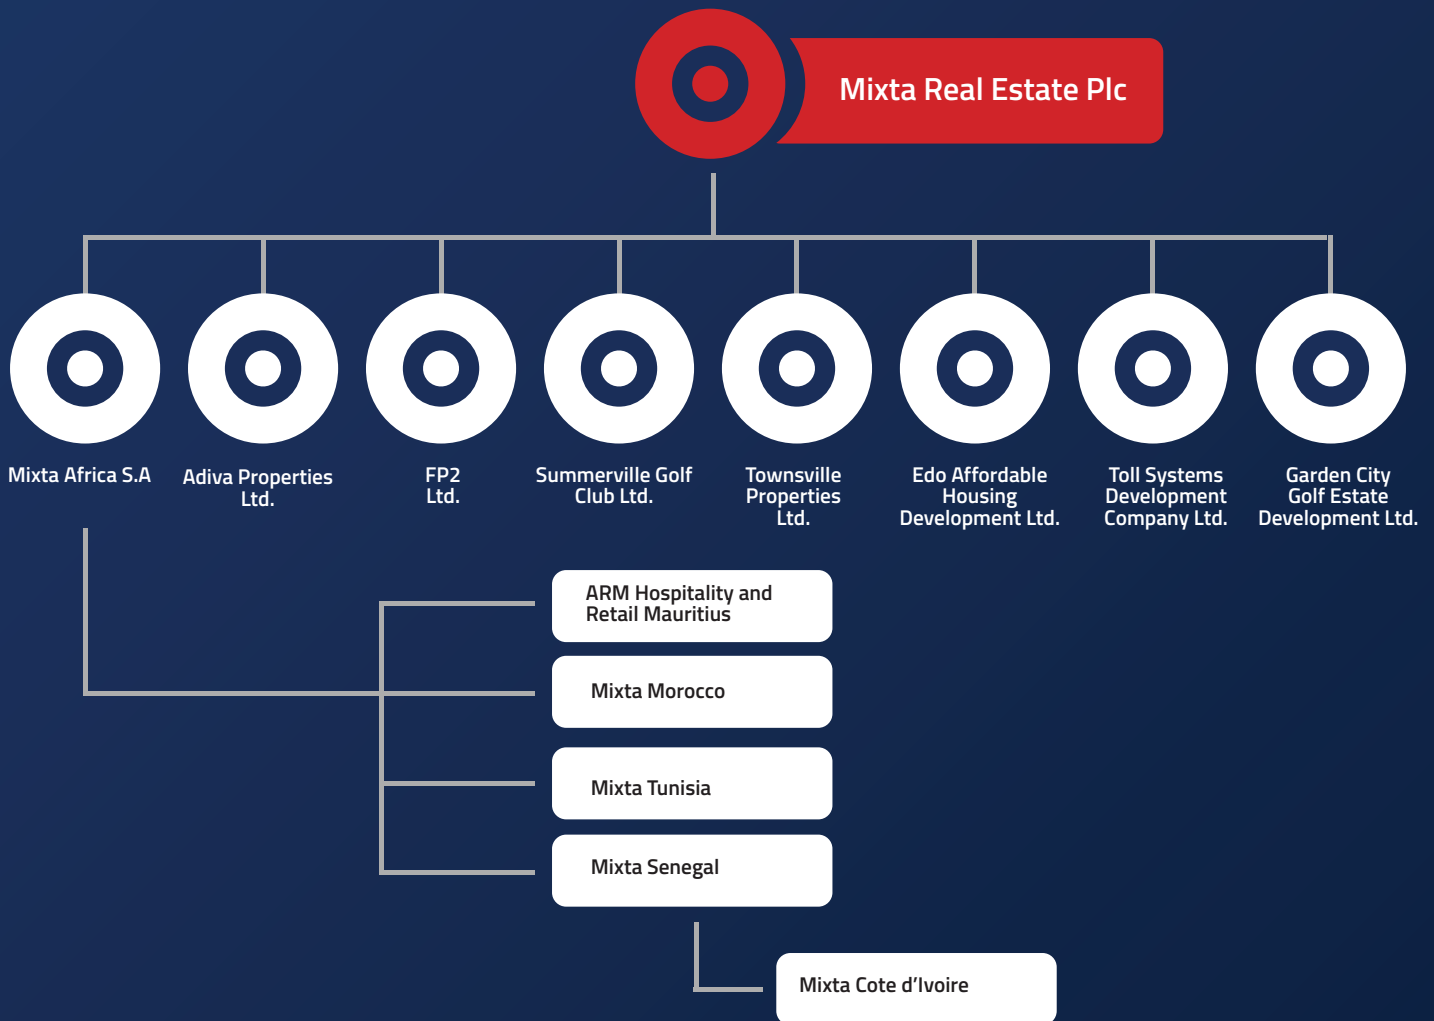 Mixta Real Estate Plc
Mixta Africa S.A
Adiva Properties
Ltd.
FP2
Ltd.
Summerville Golf
Club Ltd.
Townsville
Properties
Ltd.
Edo Affordable
Housing
Development Ltd.
Toll Systems
Development
Company Ltd.
Garden City
Golf Estate
Development Ltd.
ARM Hospitality and
Retail Mauritius
Mixta Morocco
Mixta Tunisia
Mixta Senegal
Mixta Cote d’Ivoire